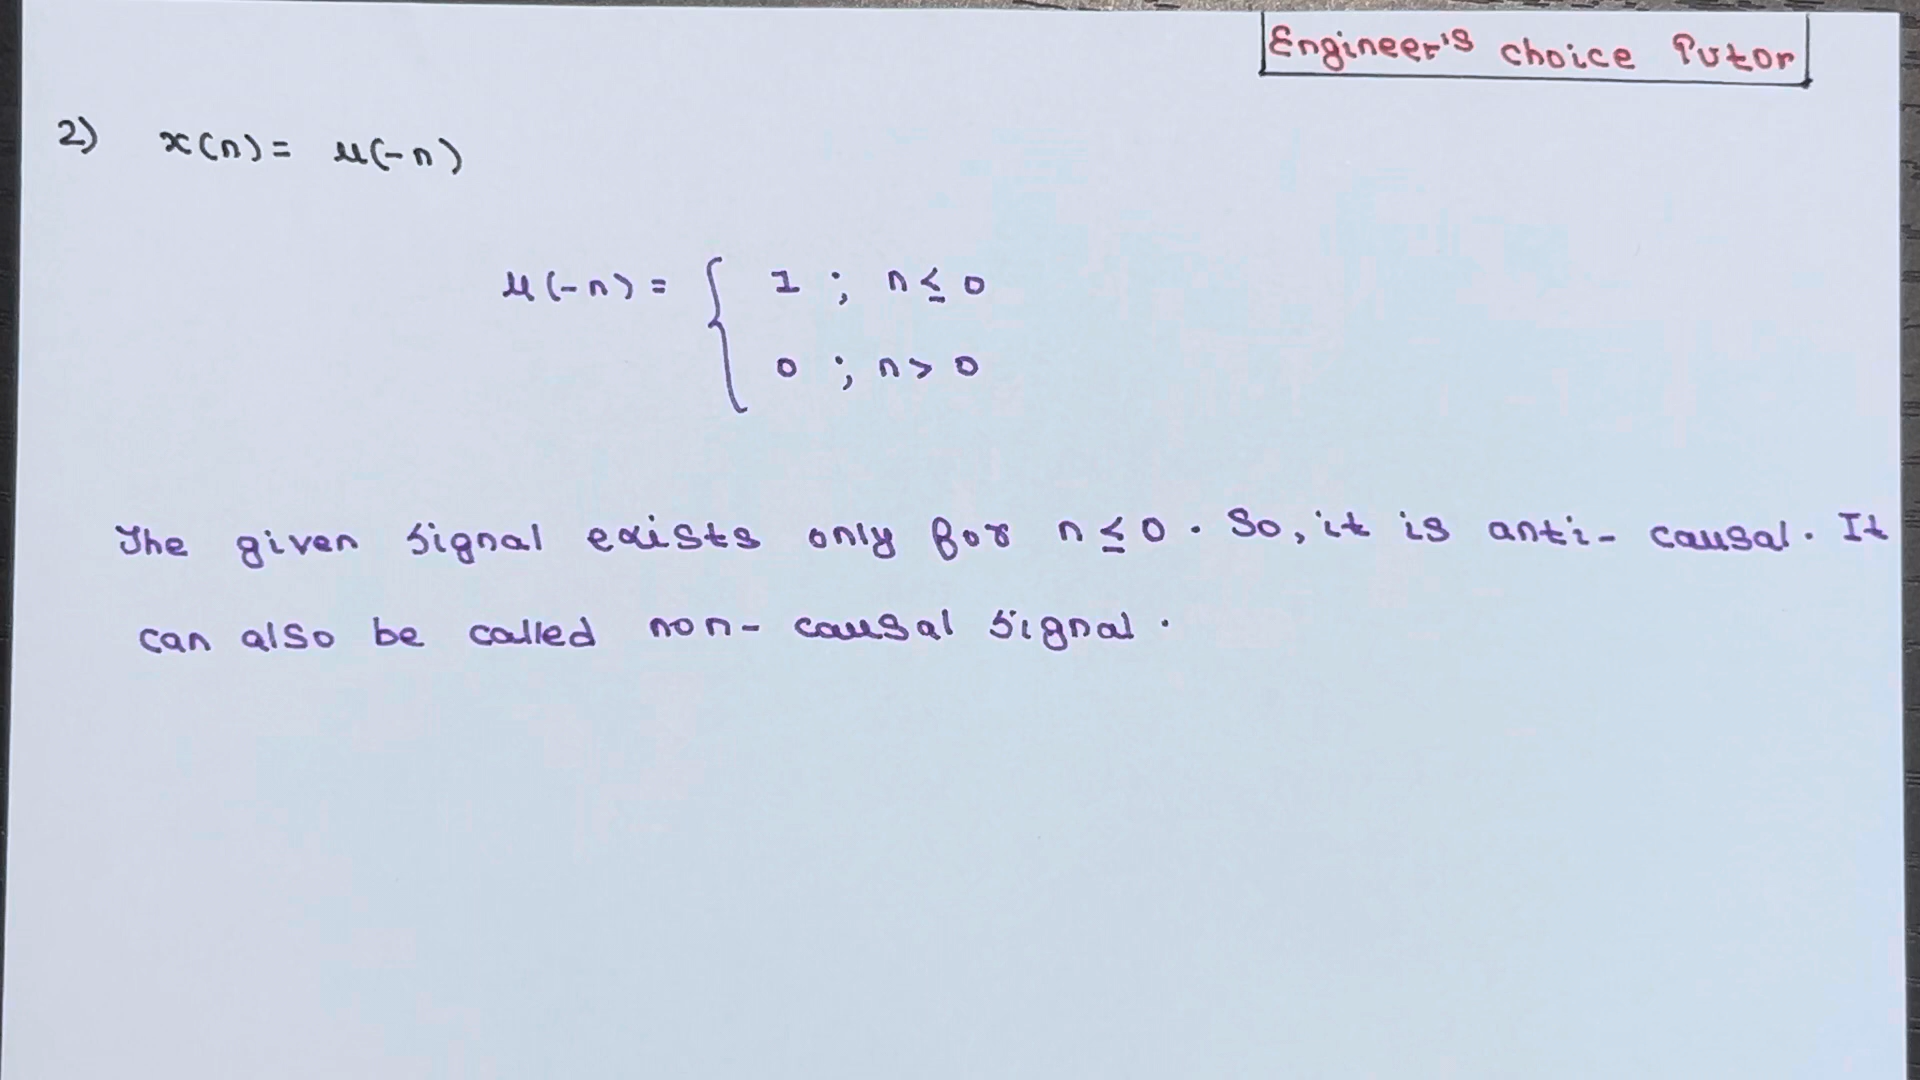 Engineer's choice Tutor
2) x(n) = u(-n)
u(-n) = { 1 ; n ≤ 0
0 ; n > 0
The given signal exists only for n ≤ 0. So, it is anti-causal. It
can also be called non-causal signal.